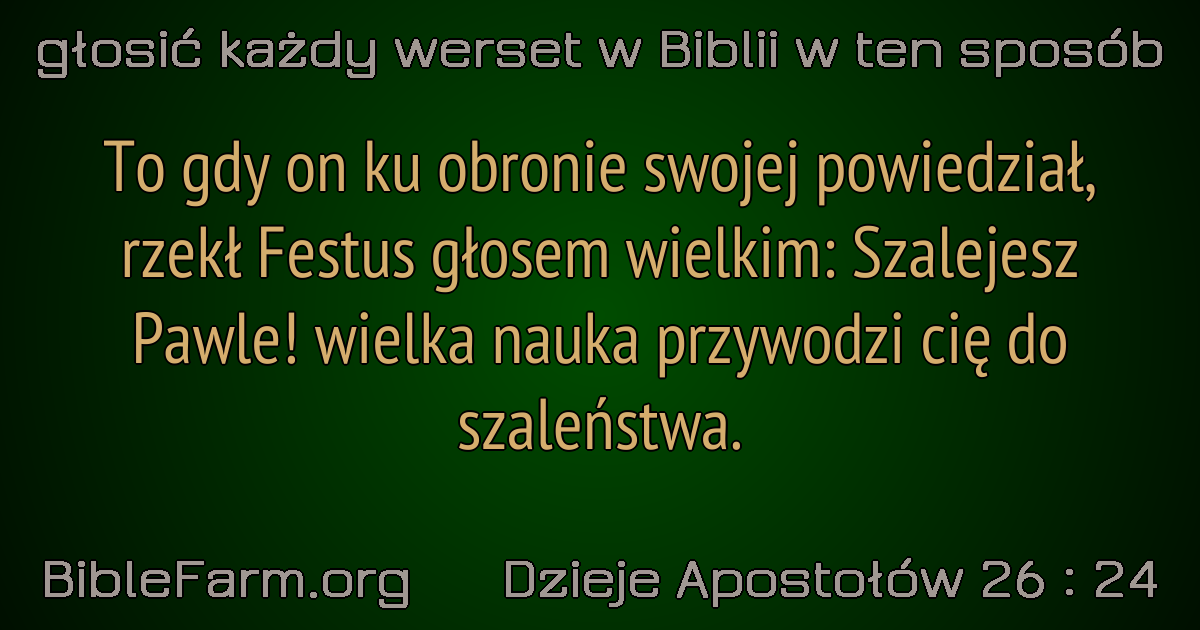 głosić każdy werset w Biblii w ten sposób
To gdy on ku obronie swojej powiedział,
rzekł Festus głosem wielkim: Szalejesz
Pawle! wielka nauka przywodzi cię do
szaleństwa.
BibleFarm.org Dzieje Apostołów 26 : 24